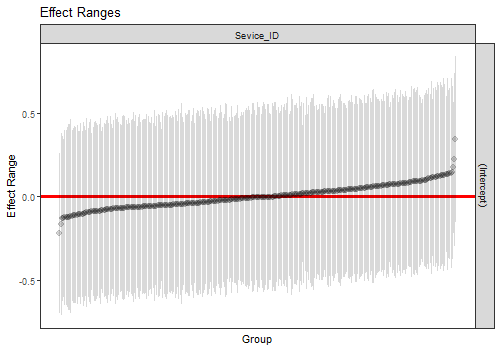 Effect Ranges
Sevice_ID
0.5
0.0
-0.5
Effect Range
(Intercept)
Group